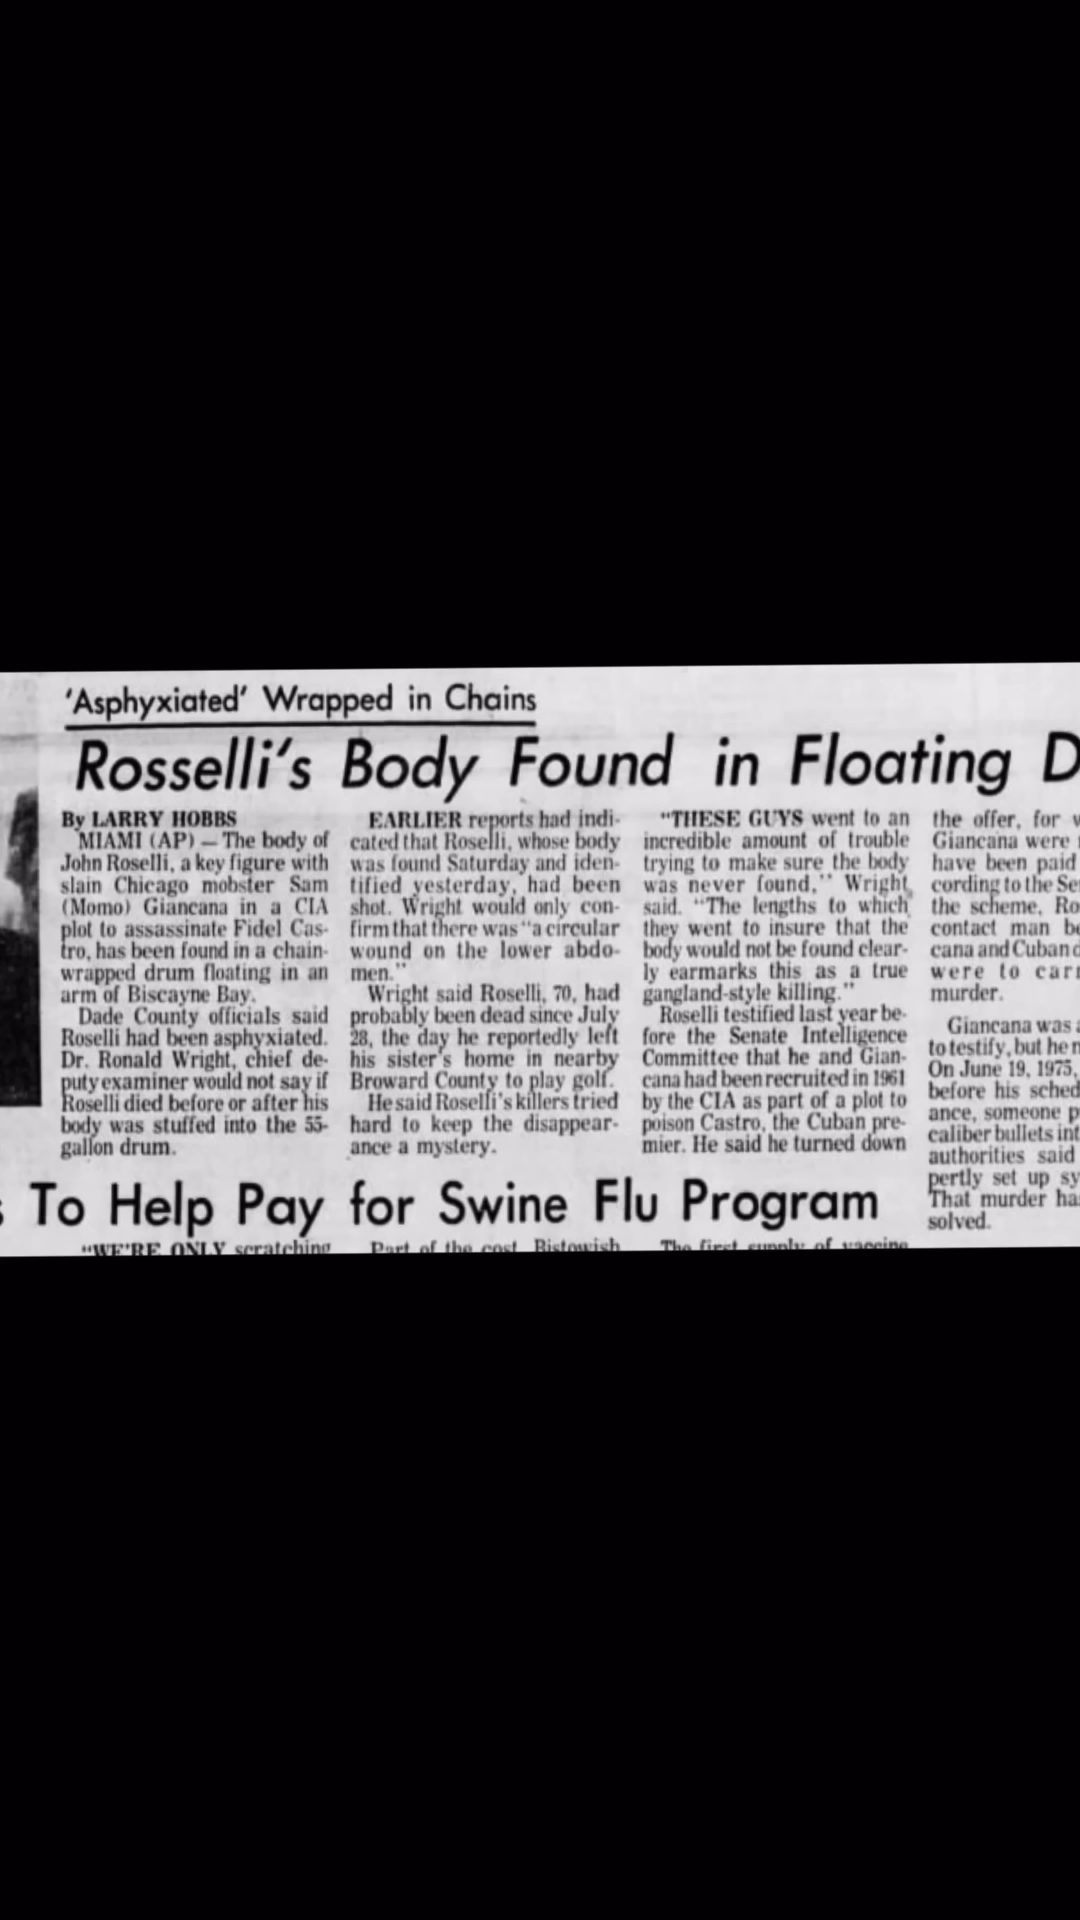 'Asphyxiated' Wrapped in Chains
Rosselli's Body Found in Floating D
By LARRY HOBBS
MIAMI (AP) — The body of
John Roselli, a key figure with
slain Chicago mobster Sam
(Momo) Giancana in a CIA
plot to assassinate Fidel Cas-
tro, has been found in a chain-
wrapped drum floating in an
arm of Biscayne Bay.
Dade County officials said
Roselli had been asphyxiated.
Dr. Ronald Wright, chief de-
puty examiner would not say if
Roselli died before or after his
body was stuffed into the 55-
gallon drum.
EARLIER reports had indi-
cated that Roselli, whose body
was found Saturday and iden-
tified yesterday, had been
shot. Wright would only con-
firm that there was "a circular
wound on the lower abdo-
men."
Wright said Roselli, 70, had
probably been dead since July
28, the day he reportedly left
his sister's home in nearby
Broward County to play golf.
He said Roselli's killers tried
hard to keep the disappear-
ance a mystery.
"THESE GUYS went to an
incredible amount of trouble
trying to make sure the body
was never found," Wright
said. "The lengths to which
they went to insure that the
body would not be found clear-
ly earmarks this as a true
gangland-style killing."
Roselli testified last year be-
fore the Senate Intelligence
Committee that he and Gian-
cana had been recruited in 1961
by the CIA as part of a plot to
poison Castro, the Cuban pre-
mier. He said he turned down
the offer, for
Giancana were
have been paid
cording to the Se
the scheme, Ro
contact man be
cana and Cuban
were to carr
murder.
Giancana was
to testify, but he
On June 19, 1975,
before his sched
ance, someone p
caliber bullets int
authorities said
pertly set up sy
That murder ha
solved.
s To Help Pay for Swine Flu Program
"WE'RE ONLY scratching
Part of the cost, Bistowish
The first supply of vaccine